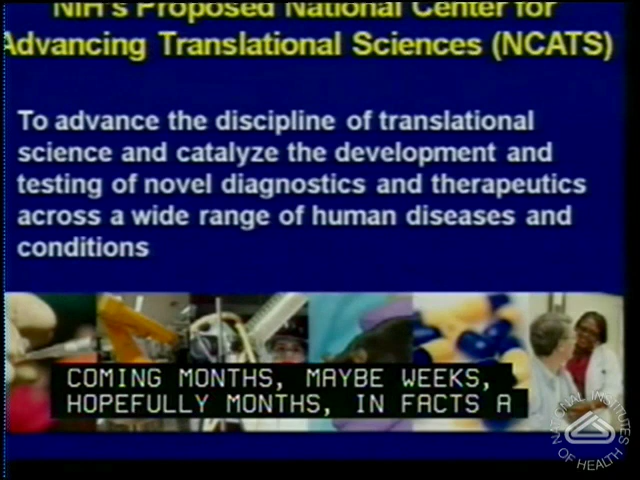 NIH's Proposed National Center for
Advancing Translational Sciences (NCATS)
To advance the discipline of translational
science and catalyze the development and
testing of novel diagnostics and therapeutics
across a wide range of human diseases and
conditions
COMING MONTHS, MAYBE WEEKS,
HOPEFULLY MONTHS, IN FACTS A
NATIONAL INSTITUTES
OF HEALTH